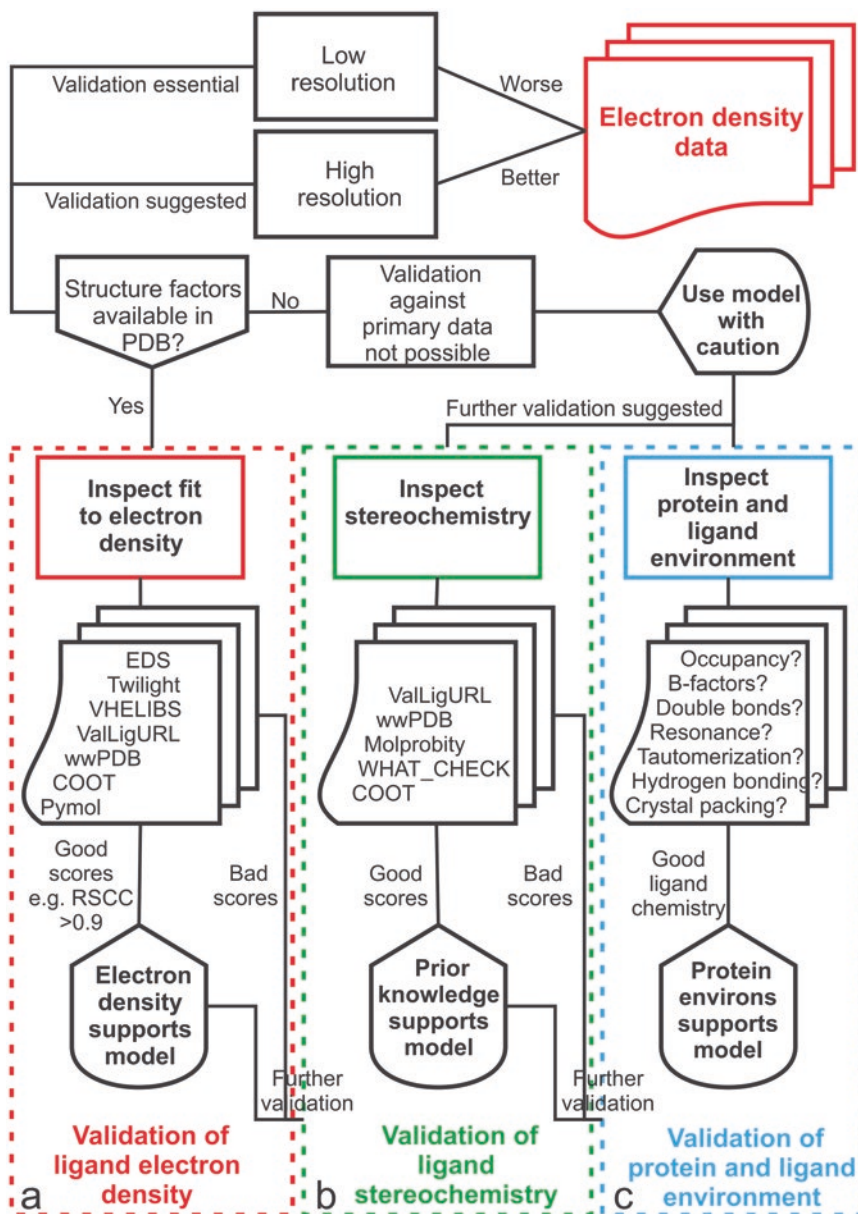 Validation essential
Low
resolution
Worse
Electron density
data
Validation suggested
High
resolution
Better
Structure factors
available in
PDB?
No
Validation
against
primary data
not possible
Use model
with
caution
Yes
Further validation suggested
Inspect fit
to electron
density
EDS
Twilight
VHELIBS
ValLigURL
wwPDB
COOT
Pymol
Good
scores
e.g. RSCC
>0.9
Bad
scores
Electron
density
supports
model
Further
validation
Validation of
ligand electron
density
a
Inspect
stereochemistry
ValLigURL
wwPDB
Molprobity
WHAT_CHECK
COOT
Good
scores
Bad
scores
Prior
knowledge
supports
model
Further
validation
Validation of
ligand
stereochemistry
b
Inspect
protein and
ligand
environment
Occupancy?
B-factors?
Double bonds?
Resonance?
Tautomerization?
Hydrogen bonding?
Crystal packing?
Good
ligand
chemistry
Protein
environs
supports
model
Validation of
protein and ligand
environment
c